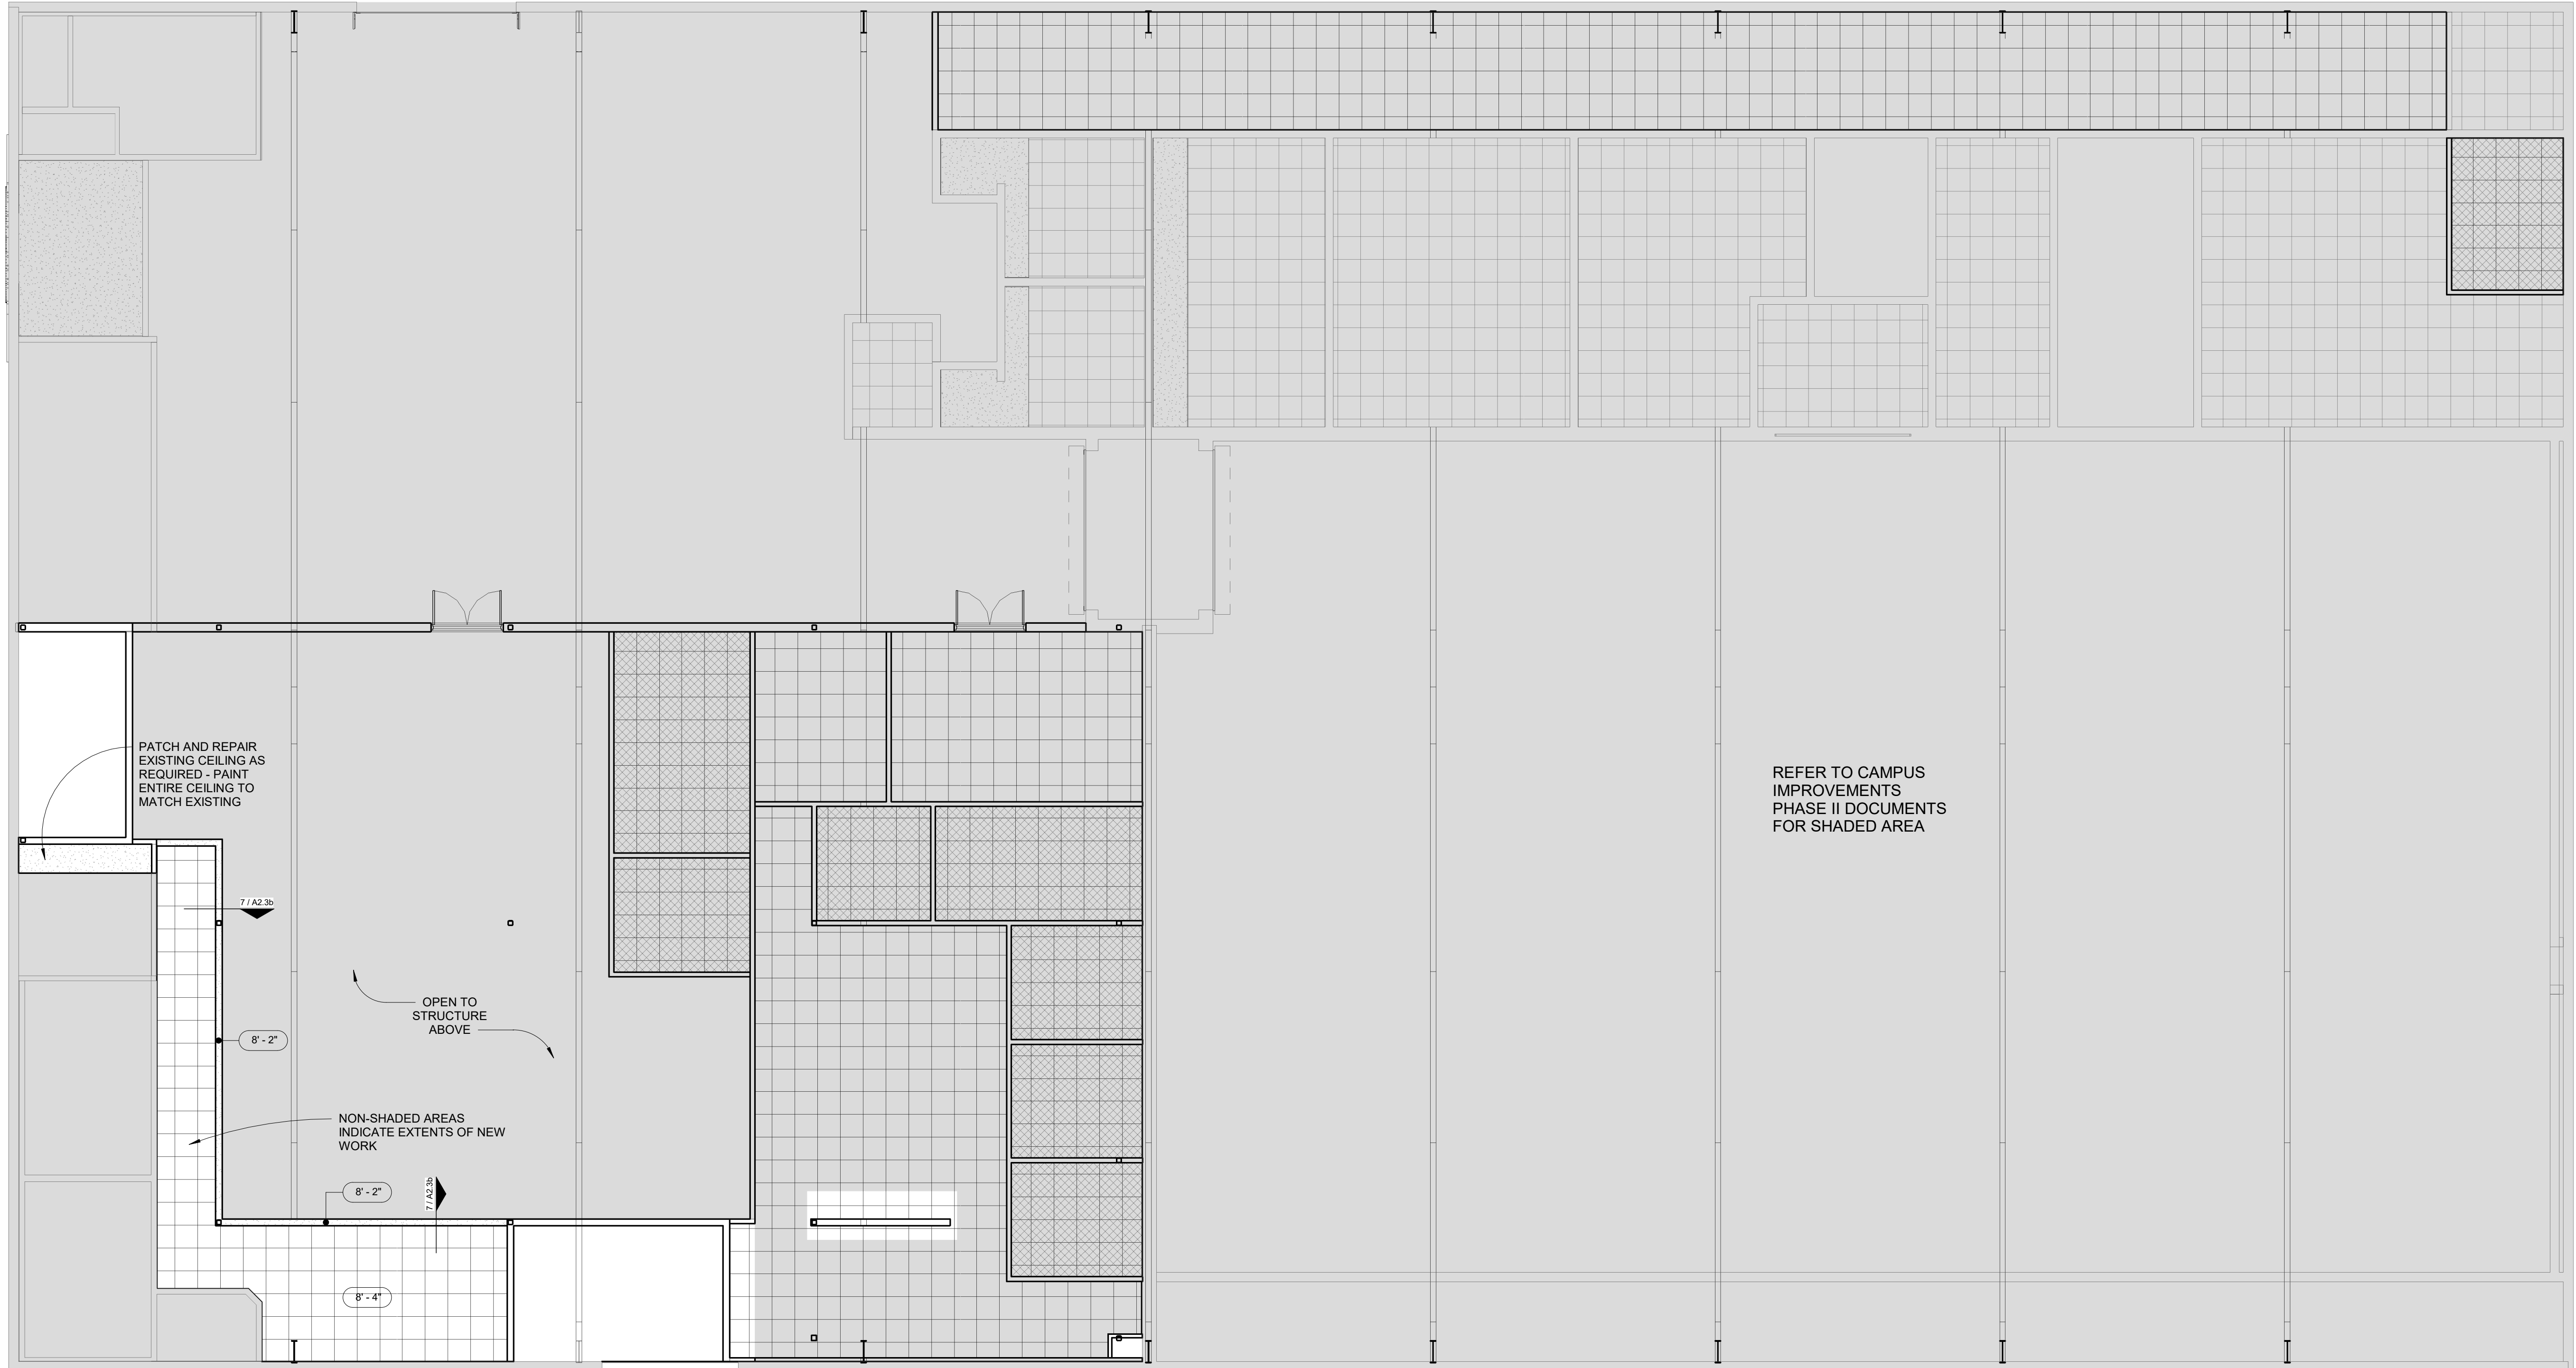 PATCH AND REPAIR
EXISTING CEILING AS
REQUIRED - PAINT
ENTIRE CEILING TO
MATCH EXISTING
REFER TO CAMPUS
IMPROVEMENTS
PHASE II DOCUMENTS
FOR SHADED AREA
7 / A2.3b
OPEN TO
STRUCTURE
ABOVE
8' - 2"
NON-SHADED AREAS
INDICATE EXTENTS OF NEW
WORK
8' - 2"
7 / A2.3b
8' - 4"